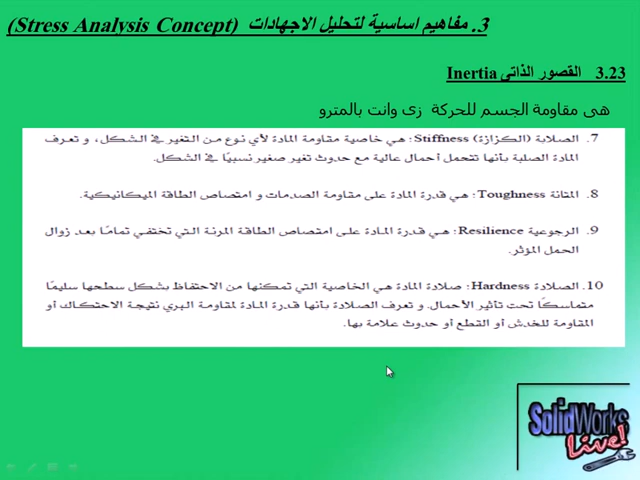 3. مفاهيم اساسية لتحليل الاجهادات (Stress Analysis Concept)
3.23 القصور الذاتى Inertia
هى مقاومة الجسم للحركة زى وانت بالمترو
7. الصلابة (الكزازة) Stiffness: هي خاصية مقاومة المادة لأي نوع من التغير في الشكل، و تعرف
المادة الصلبة بأنها تتحمل أحمال عالية مع حدوث تغير صغير نسبيًا في الشكل.
8. المتانة Toughness: هي قدرة المادة على مقاومة الصدمات و امتصاص الطاقة الميكانيكية.
9. الرجوعية Resilience: هي قدرة المادة على امتصاص الطاقة المرنة التي تختفي تمامًا بعد زوال
الحمل المؤثر.
10. الصلادة Hardness: صلادة المادة هي الخاصية التي تمكنها من الاحتفاظ بشكل سطحها سليمًا
متماسكًا تحت تأثير الأحمال. و تعرف الصلادة بأنها قدرة المادة لمقاومة البري نتيجة الاحتكاك أو
المقاومة للخدش أو القطع أو حدوث علامة بها.
SolidWorks
Live!